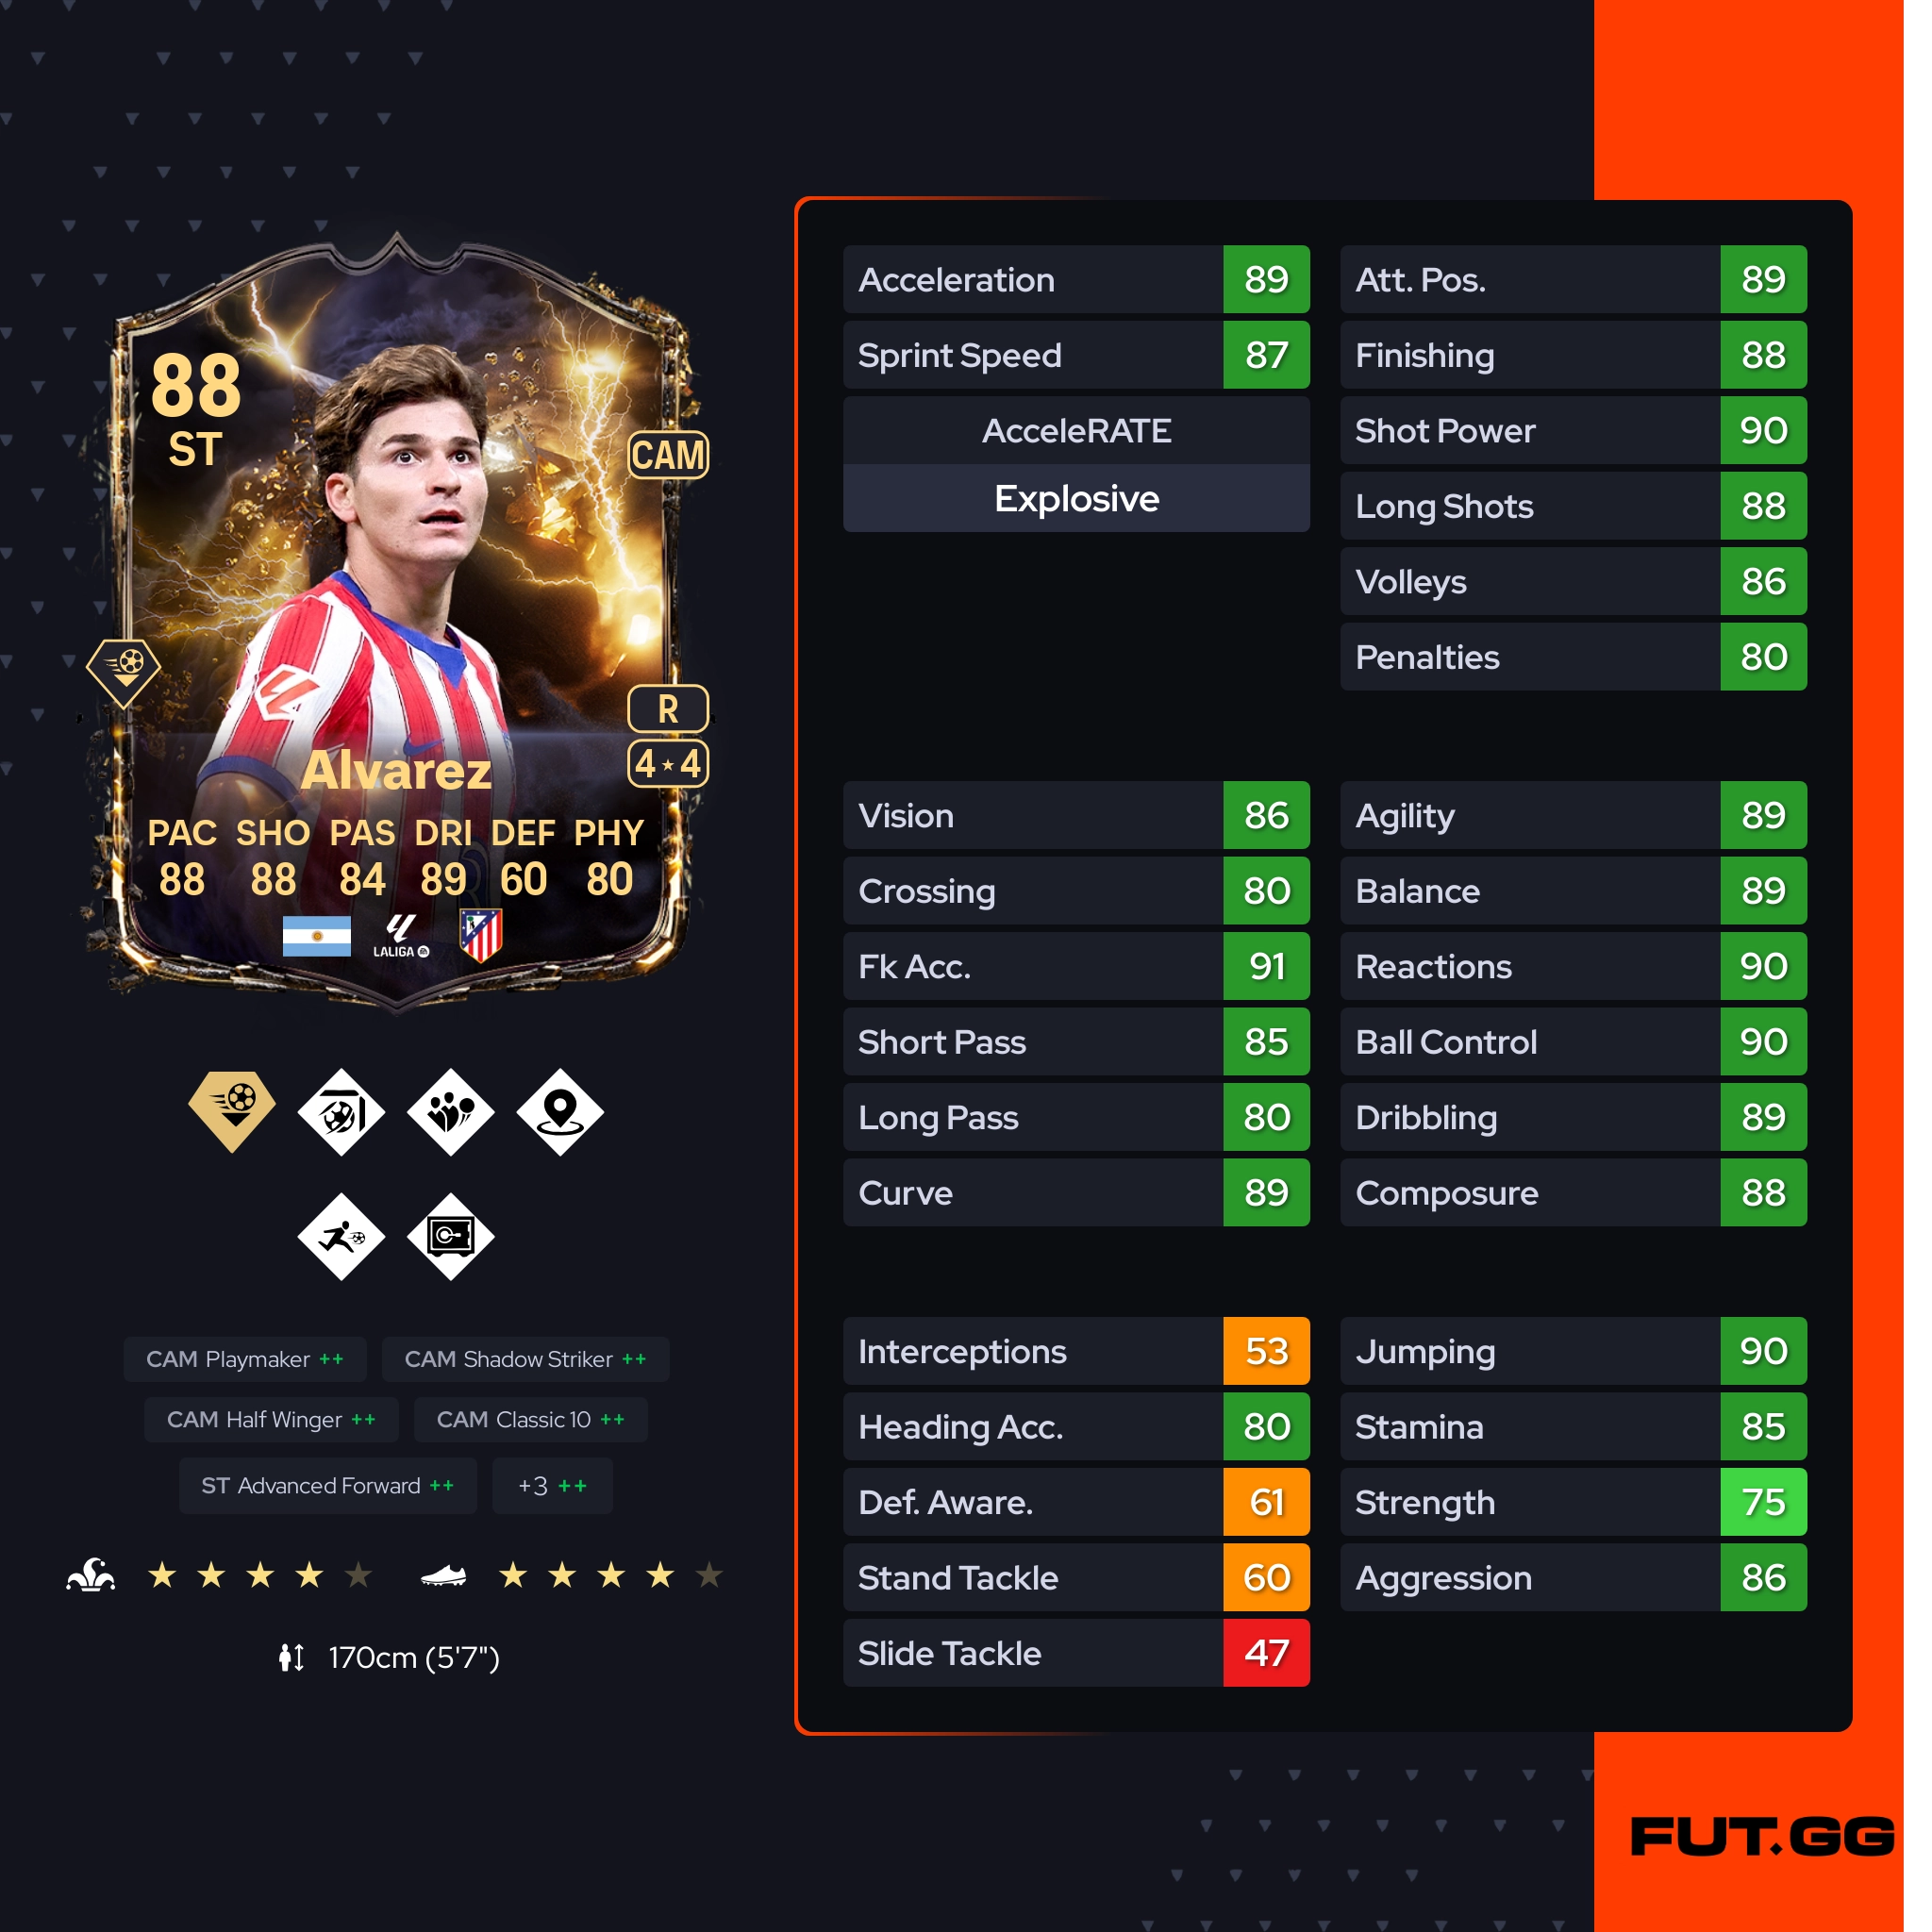 88
ST
CAM
R
4 ★ 4
Alvarez
PAC SHO PAS DRI DEF PHY
88 88 84 89 60 80
LALIGA
CAM Playmaker ++
CAM Shadow Striker ++
CAM Half Winger ++
CAM Classic 10 ++
ST Advanced Forward ++
+3 ++
170cm (5'7")
Acceleration 89
Sprint Speed 87
AcceleRATE
Explosive
Att. Pos. 89
Finishing 88
Shot Power 90
Long Shots 88
Volleys 86
Penalties 80
Vision 86
Crossing 80
Fk Acc. 91
Short Pass 85
Long Pass 80
Curve 89
Agility 89
Balance 89
Reactions 90
Ball Control 90
Dribbling 89
Composure 88
Interceptions 53
Heading Acc. 80
Def. Aware. 61
Stand Tackle 60
Slide Tackle 47
Jumping 90
Stamina 85
Strength 75
Aggression 86
FUT.GG